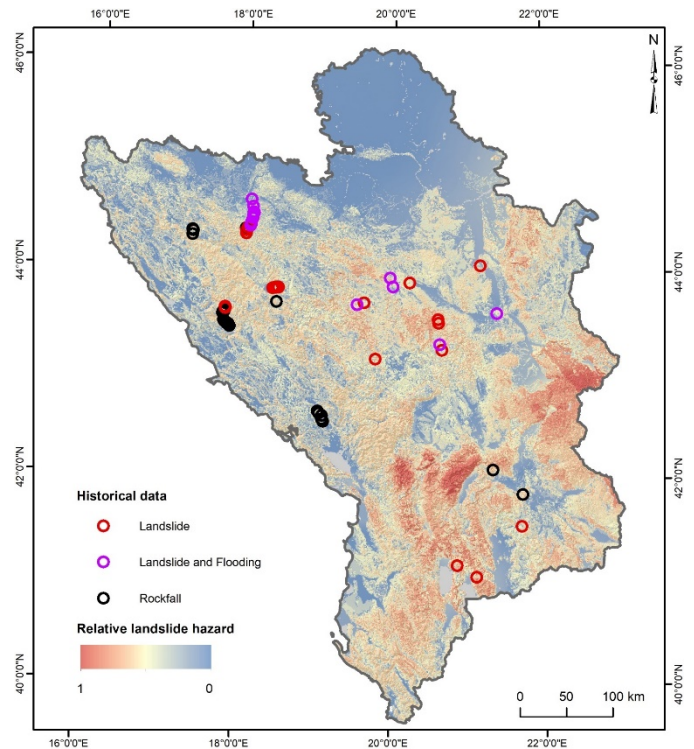 16°0'0"E 18°0'0"E 20°0'0"E 22°0'0"E
46°0'0"N
N
46°0'0"N
44°0'0"N
44°0'0"N
42°0'0"N
42°0'0"N
Historical data
Landslide
Landslide and Flooding
Rockfall
Relative landslide hazard
1 0
0 50 100 km
40°0'0"N
40°0'0"N
16°0'0"E 18°0'0"E 20°0'0"E 22°0'0"E